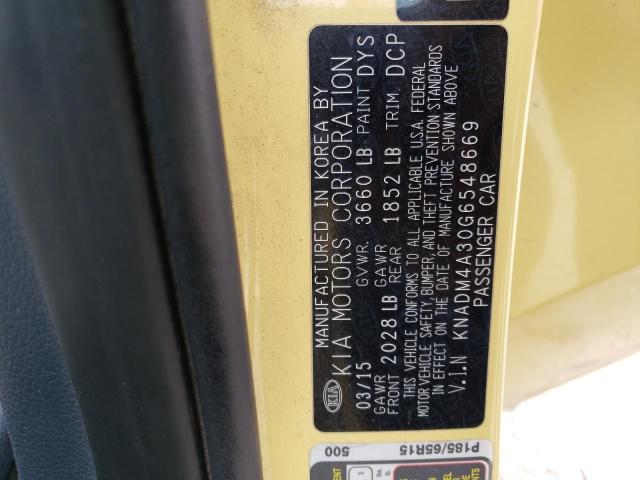 MANUFACTURED IN KOREA BY
KIA KIA MOTORS CORPORATION
03/15 GVWR. 3660 LB PAINT DYS
GAWR FRONT 2028 LB GAWR REAR 1852 LB TRIM DCP
THIS VEHICLE CONFORMS TO ALL APPLICABLE U.S.A. FEDERAL
MOTOR VEHICLE SAFETY, BUMPER, AND THEFT PREVENTION STANDARDS
IN EFFECT ON THE DATE OF MANUFACTURE SHOWN ABOVE
V.I.N KNADM4A30G6548669
PASSENGER CAR
P185/65R15
500